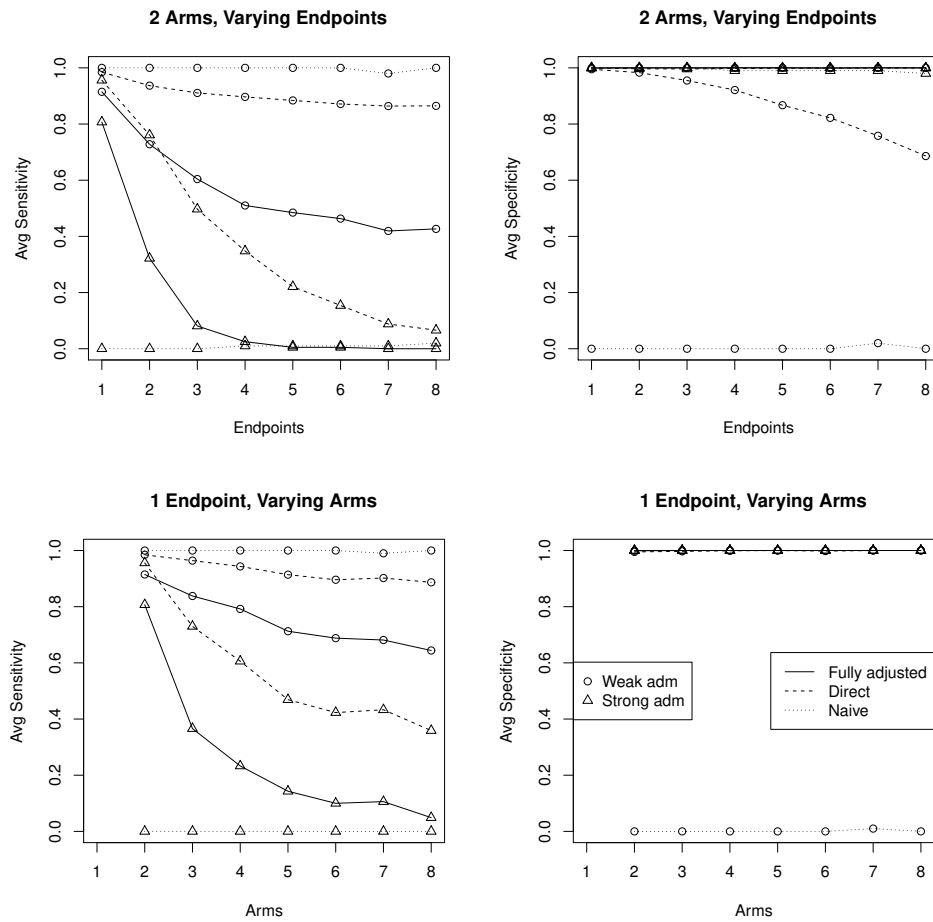 2 Arms, Varying Endpoints
Avg Sensitivity
0.0 0.2 0.4 0.6 0.8 1.0
1 2 3 4 5 6 7 8
Endpoints
2 Arms, Varying Endpoints
Avg Specificity
0.0 0.2 0.4 0.6 0.8 1.0
1 2 3 4 5 6 7 8
Endpoints
1 Endpoint, Varying Arms
Avg Sensitivity
0.0 0.2 0.4 0.6 0.8 1.0
1 2 3 4 5 6 7 8
Arms
1 Endpoint, Varying Arms
Avg Specificity
0.0 0.2 0.4 0.6 0.8 1.0
Weak adm
Strong adm
Fully adjusted
Direct
Naive
1 2 3 4 5 6 7 8
Arms